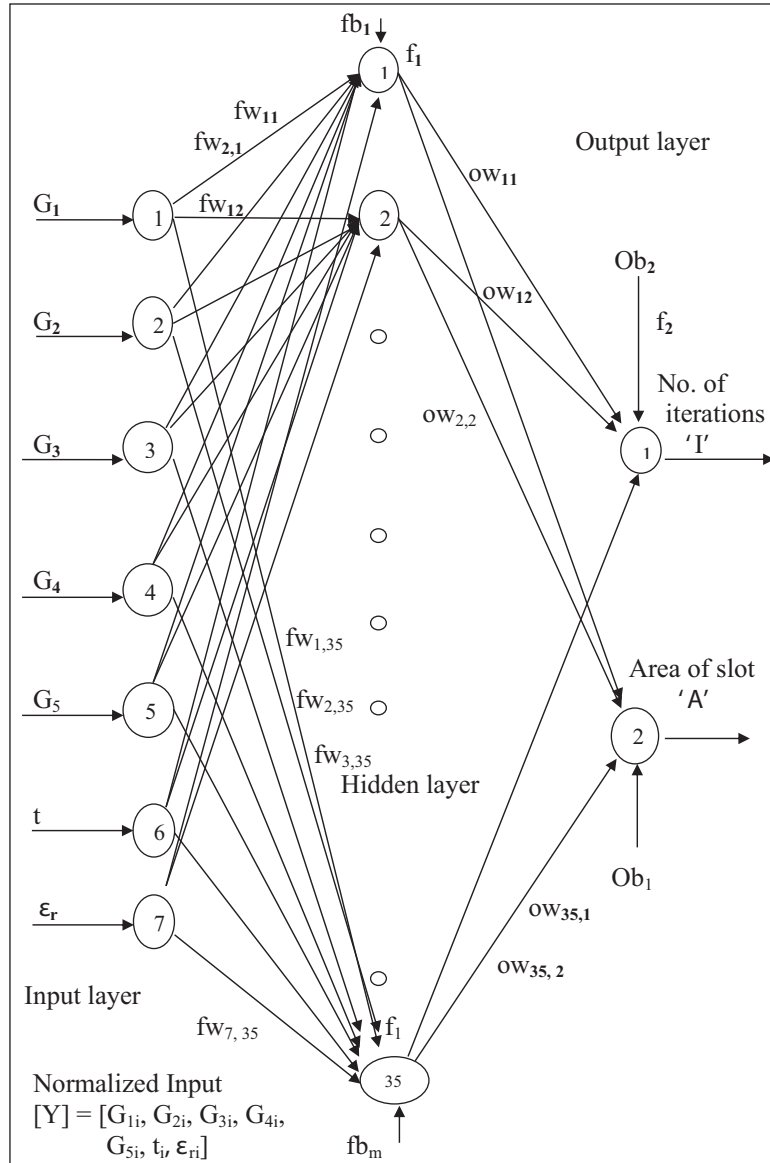 fb₁
f₁
1
fw₁₁
fw₂,₁
Output layer
ow₁₁
G₁
1
fw₁₂
2
Ob₂
ow₁₂
G₂
2
f₂
No. of
iterations
'I'
ow₂,₂
G₃
3
1
G₄
4
fw₁,₃₅
Area of slot
'A'
G₅
5
fw₂,₃₅
2
fw₃,₃₅
Hidden layer
t
6
Ob₁
εᵣ
7
ow₃₅,₁
ow₃₅, ₂
Input layer
fw₇, ₃₅
f₁
35
Normalized Input
[Y] = [G₁ᵢ, G₂ᵢ, G₃ᵢ, G₄ᵢ,
G₅ᵢ, tᵢ, εᵣᵢ]
fbₘ